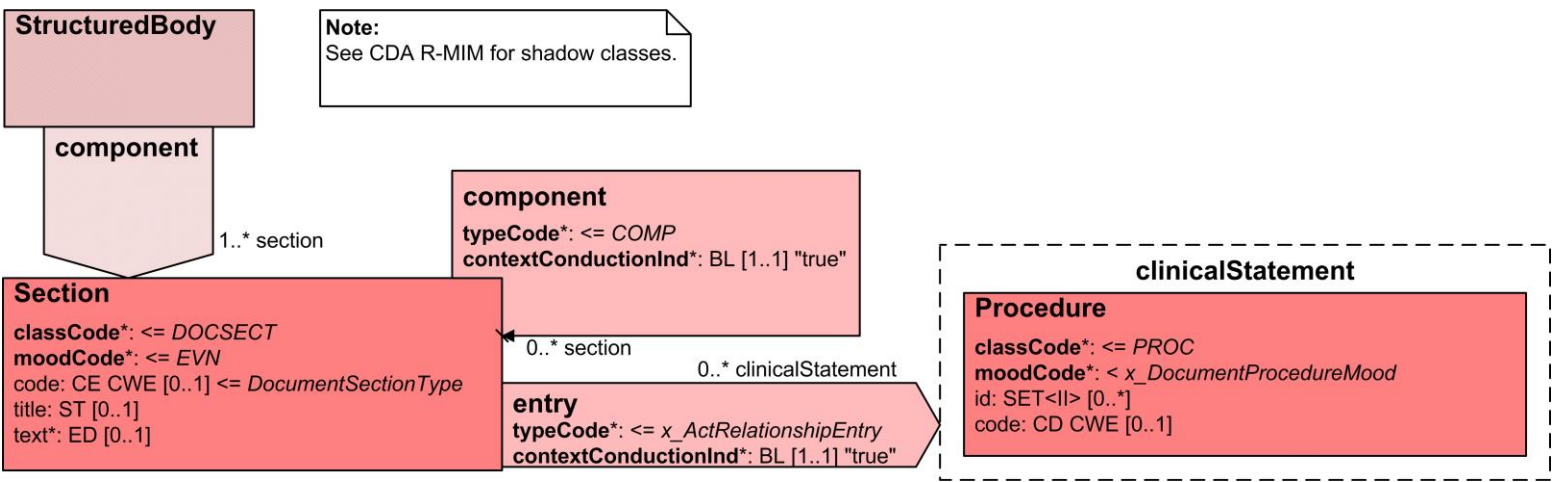 StructuredBody
Note:
See CDA R-MIM for shadow classes.
component
1..* section
component
typeCode*: <= COMP
contextConductionInd*: BL [1..1] "true"
0..* section
Section
classCode*: <= DOCSECT
moodCode*: <= EVN
code: CE CWE [0..1] <= DocumentSectionType
title: ST [0..1]
text*: ED [0..1]
0..* clinicalStatement
entry
typeCode*: <= x_ActRelationshipEntry
contextConductionInd*: BL [1..1] "true"
clinicalStatement
Procedure
classCode*: <= PROC
moodCode*: < x_DocumentProcedureMood
id: SET<II> [0..*]
code: CD CWE [0..1]